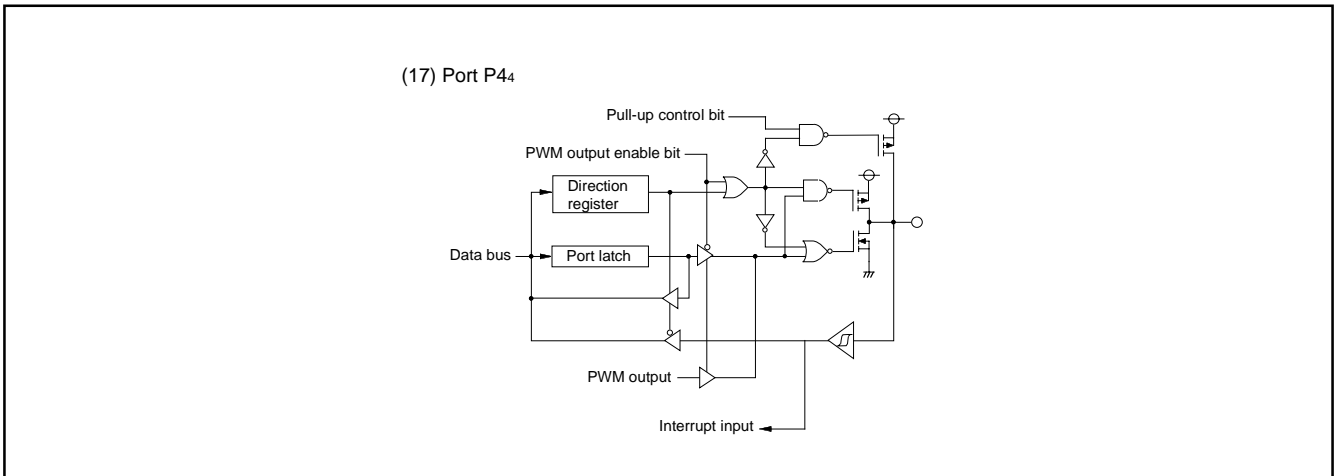 (17) Port P44
Pull-up control bit
PWM output enable bit
Direction
register
Data bus
Port latch
PWM output
Interrupt input